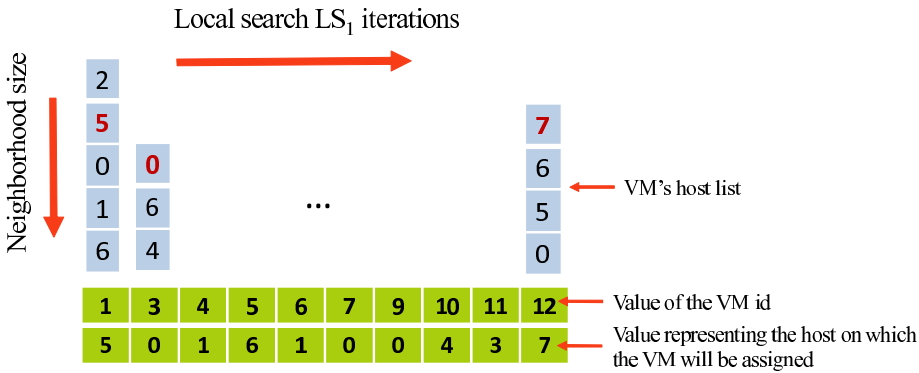 Local search LS1 iterations
Neighborhood size
2
5
0
1
6
0
6
4
...
7
6
5
0
VM's host list
1 3 4 5 6 7 9 10 11 12
Value of the VM id
5 0 1 6 1 0 0 4 3 7
Value representing the host on which
the VM will be assigned